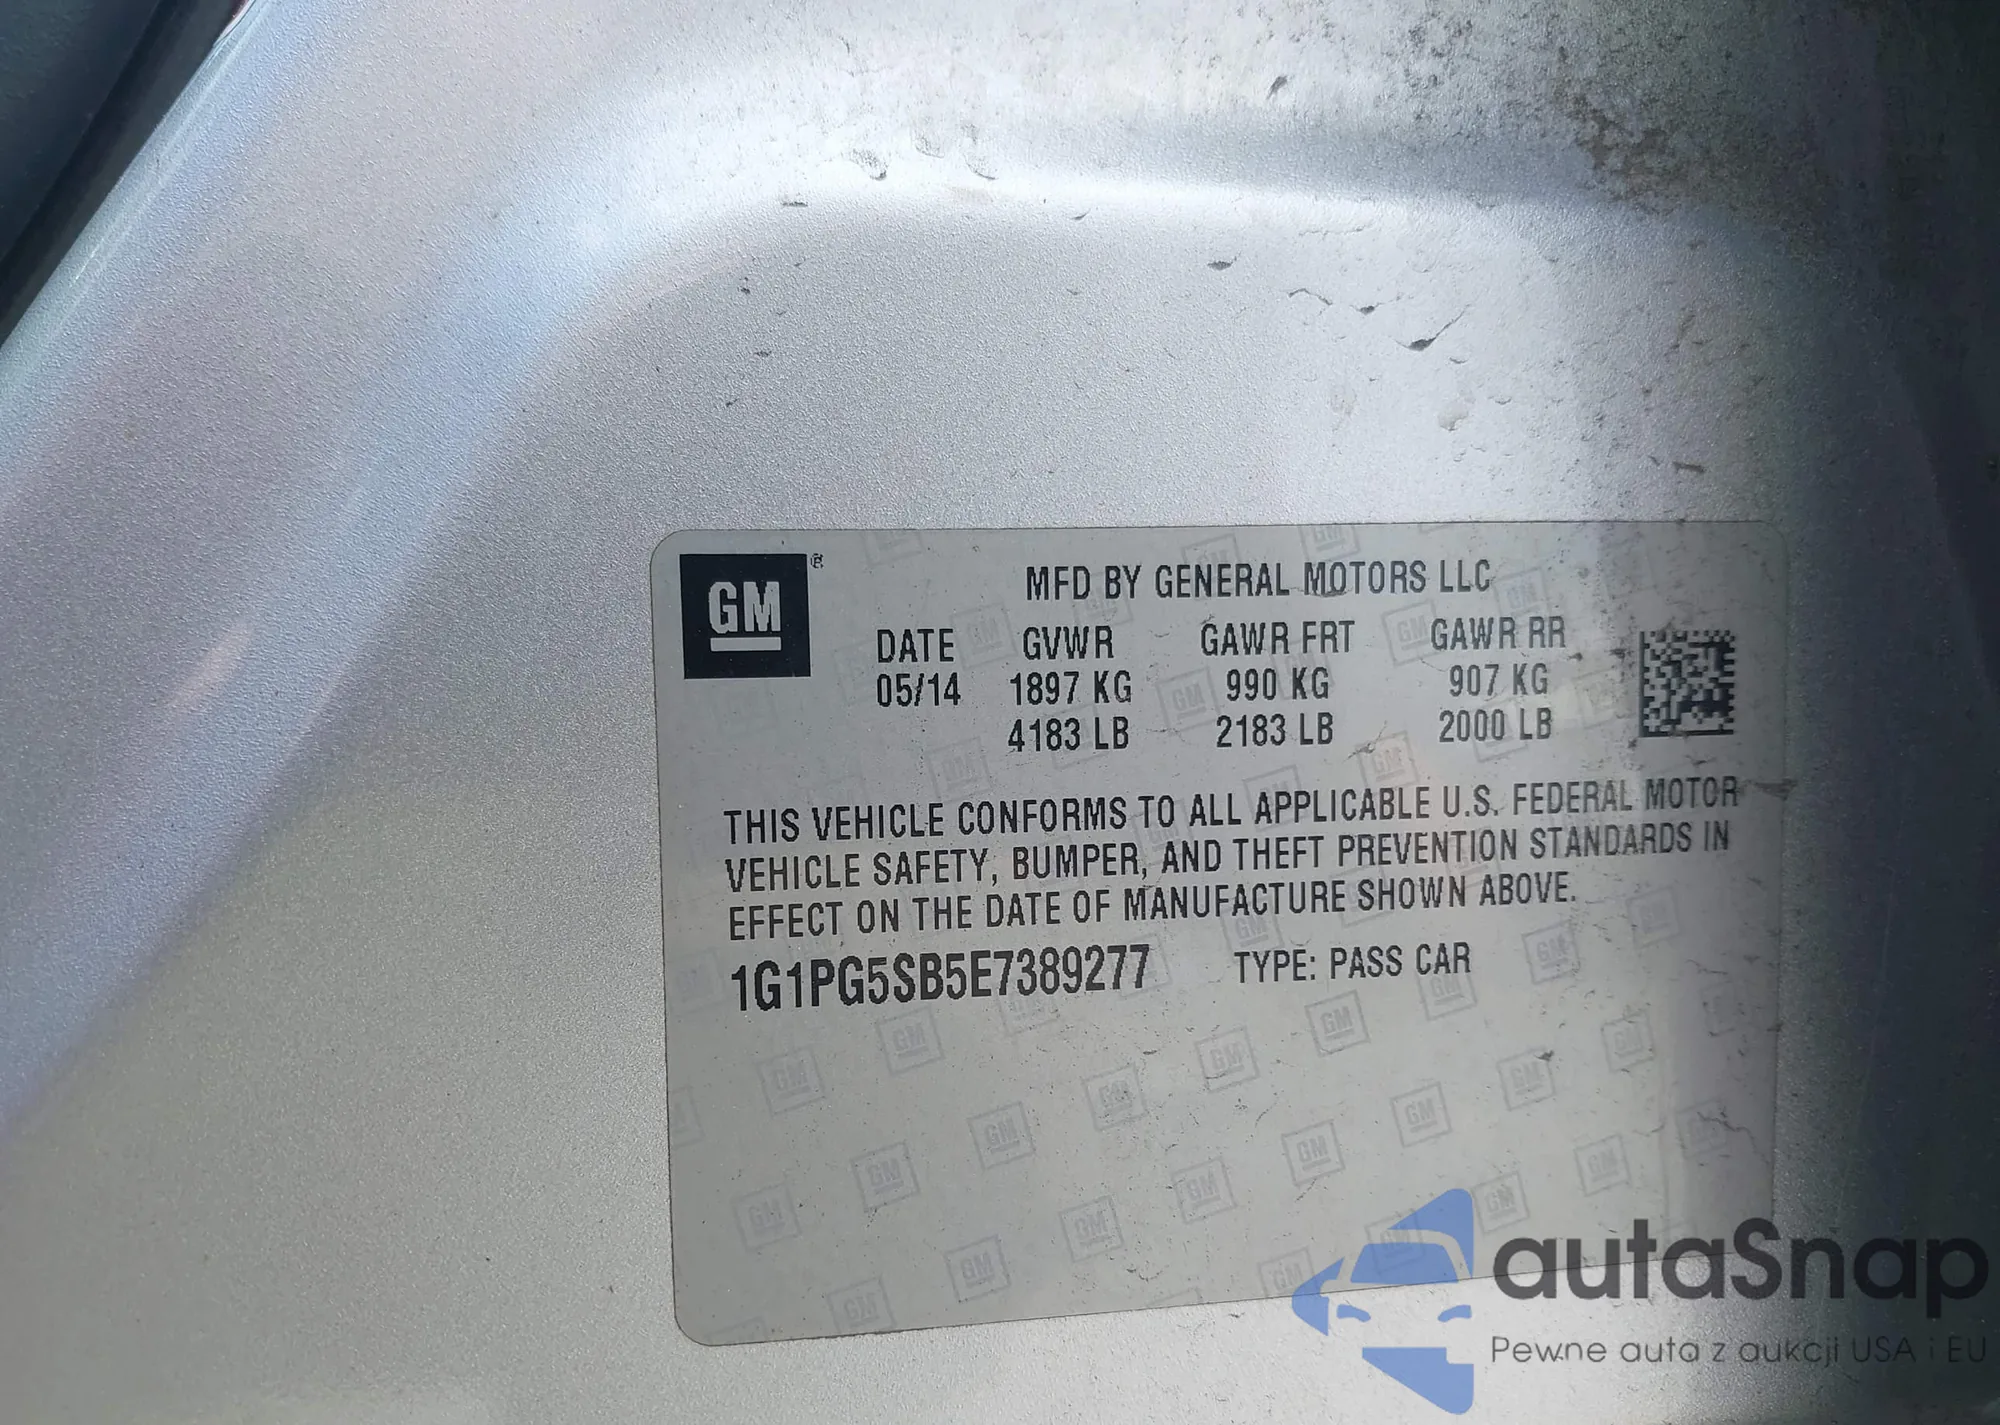 GM ®
MFD BY GENERAL MOTORS LLC
DATE GVWR GAWR FRT GAWR RR
05/14 1897 KG 990 KG 907 KG
4183 LB 2183 LB 2000 LB
THIS VEHICLE CONFORMS TO ALL APPLICABLE U.S. FEDERAL MOTOR
VEHICLE SAFETY, BUMPER, AND THEFT PREVENTION STANDARDS IN
EFFECT ON THE DATE OF MANUFACTURE SHOWN ABOVE.
1G1PG5SB5E7389277 TYPE: PASS CAR
autaSnap
Pewne auta z aukcji USA i EU